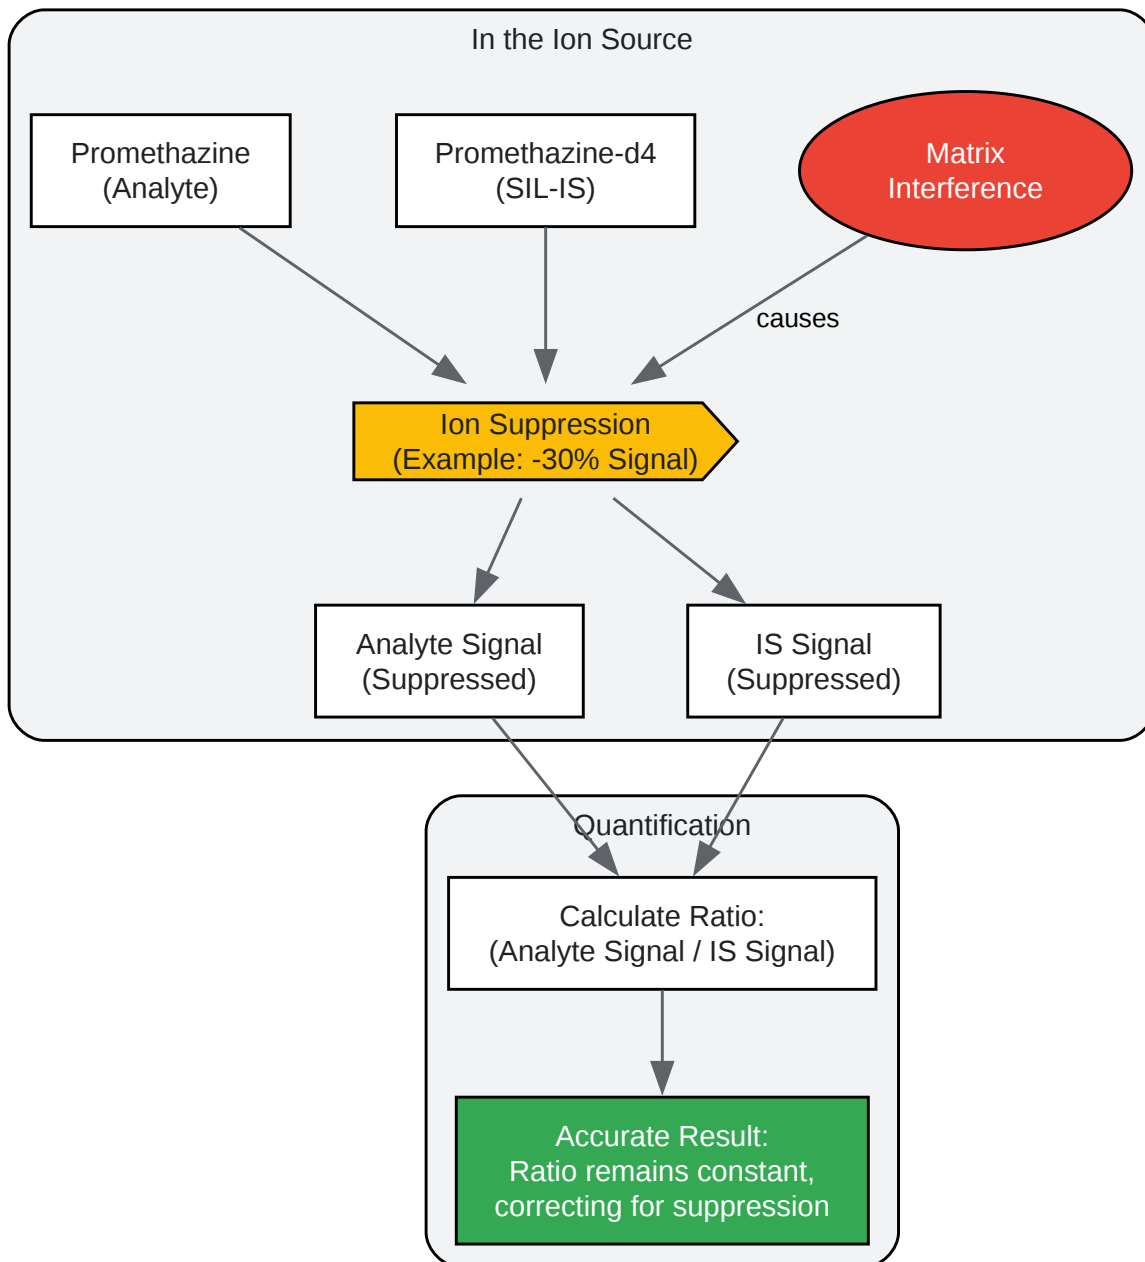 In the Ion Source
Promethazine
(Analyte)
Promethazine-d4
(SIL-IS)
Matrix
Interference
causes
Ion Suppression
(Example: -30% Signal)
Analyte Signal
(Suppressed)
IS Signal
(Suppressed)
Quantification
Calculate Ratio:
(Analyte Signal / IS Signal)
Accurate Result:
Ratio remains constant,
correcting for suppression